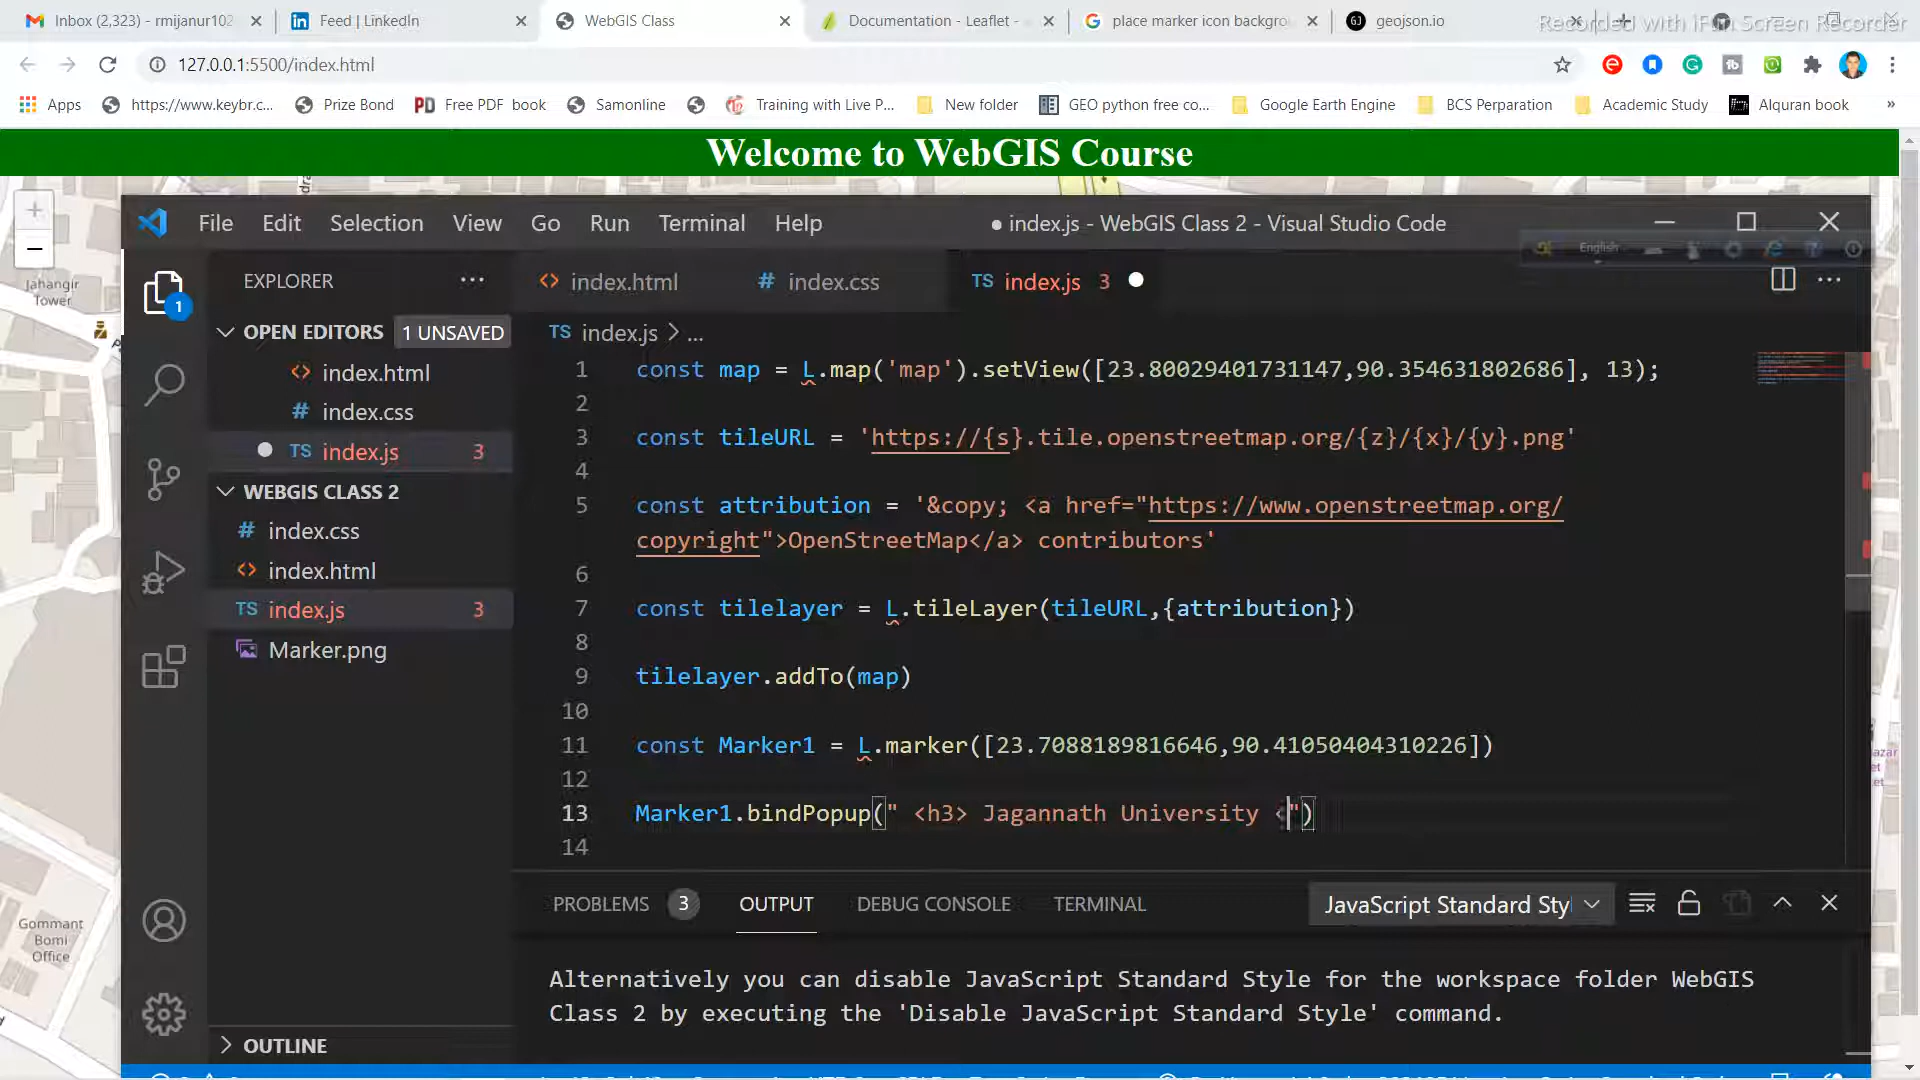 Inbox (2,323) - rmijanur102
Feed | LinkedIn
WebGIS Class
Documentation - Leaflet -
place marker icon backgro
geojson.io
Recorded with iFun Screen Recorder
127.0.0.1:5500/index.html
Apps
https://www.keybr.c...
Prize Bond
Free PDF book
Samonline
Training with Live P...
New folder
GEO python free co...
Google Earth Engine
BCS Perparation
Academic Study
Alquran book
»
Welcome to WebGIS Course
+
−
Jahangir
Tower
Gommant
Bomi
Office
File Edit Selection View Go Run Terminal Help
● index.js - WebGIS Class 2 - Visual Studio Code
English
EXPLORER
OPEN EDITORS
1 UNSAVED
<> index.html
# index.css
TS index.js 3
WEBGIS CLASS 2
# index.css
<> index.html
TS index.js 3
Marker.png
OUTLINE
1
<> index.html
# index.css
TS index.js 3
TS index.js > ...
1 const map = L.map('map').setView([23.80029401731147,90.354631802686], 13);
2
3 const tileURL = 'https://{s}.tile.openstreetmap.org/{z}/{x}/{y}.png'
4
5 const attribution = '&copy; <a href="https://www.openstreetmap.org/
copyright">OpenStreetMap</a> contributors'
6
7 const tilelayer = L.tileLayer(tileURL,{attribution})
8
9 tilelayer.addTo(map)
10
11 const Marker1 = L.marker([23.7088189816646,90.41050404310226])
12
13 Marker1.bindPopup(" <h3> Jagannath University <")
14
PROBLEMS 3 OUTPUT DEBUG CONSOLE TERMINAL
JavaScript Standard Styl
Alternatively you can disable JavaScript Standard Style for the workspace folder WebGIS
Class 2 by executing the 'Disable JavaScript Standard Style' command.